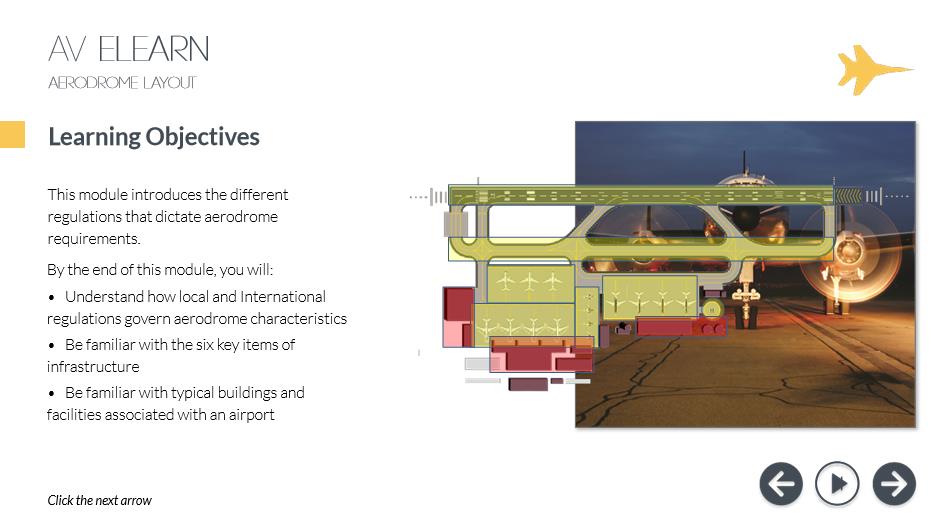 AV ELEARN
AERODROME LAYOUT
Learning Objectives
This module introduces the different
regulations that dictate aerodrome
requirements.
By the end of this module, you will:
• Understand how local and International
regulations govern aerodrome characteristics
• Be familiar with the six key items of
infrastructure
• Be familiar with typical buildings and
facilities associated with an airport
Click the next arrow